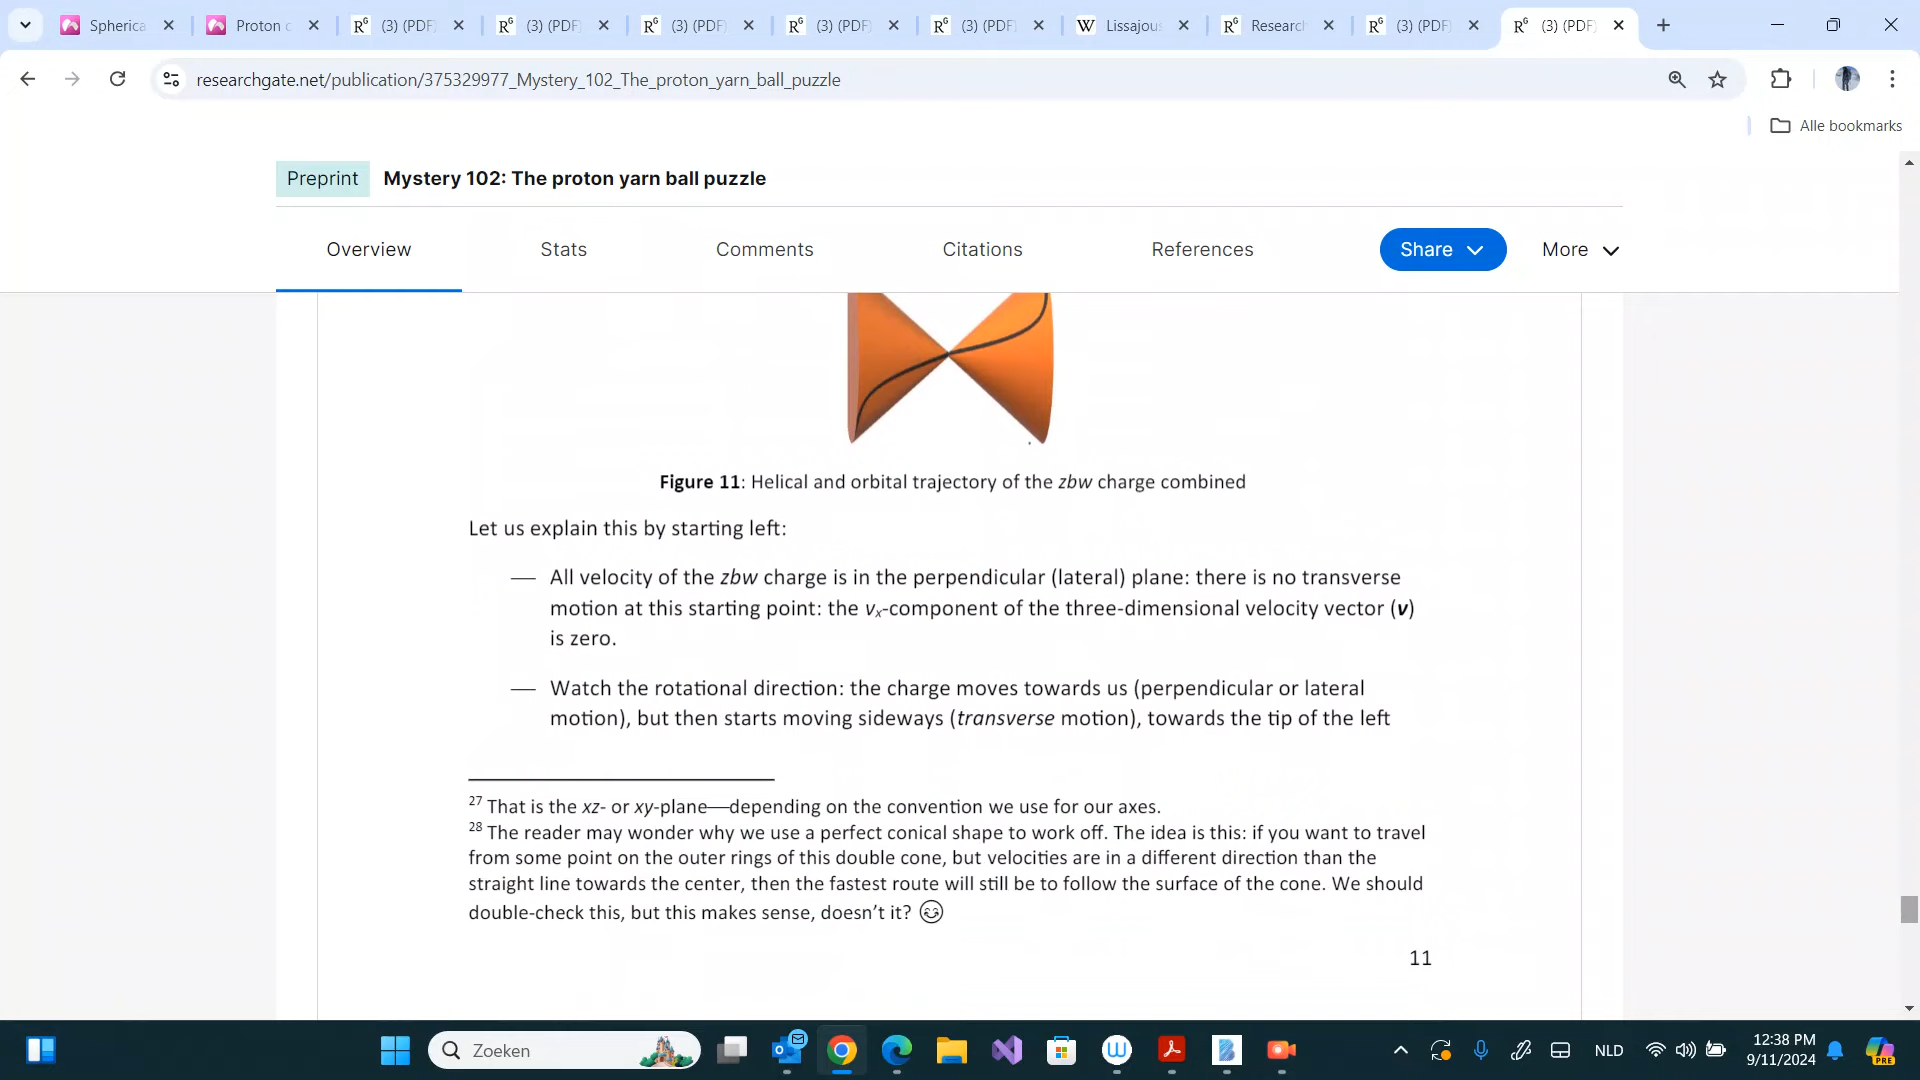 Spherica
Proton c
(3) (PDF)
(3) (PDF)
(3) (PDF)
(3) (PDF)
(3) (PDF)
Lissajous
Research
(3) (PDF)
(3) (PDF)
researchgate.net/publication/375329977_Mystery_102_The_proton_yarn_ball_puzzle
Alle bookmarks
Preprint Mystery 102: The proton yarn ball puzzle
Overview Stats Comments Citations References Share More
Figure 11: Helical and orbital trajectory of the zbw charge combined
Let us explain this by starting left:
— All velocity of the zbw charge is in the perpendicular (lateral) plane: there is no transverse
motion at this starting point: the vₓ-component of the three-dimensional velocity vector (v)
is zero.
— Watch the rotational direction: the charge moves towards us (perpendicular or lateral
motion), but then starts moving sideways (transverse motion), towards the tip of the left
27 That is the xz- or xy-plane—depending on the convention we use for our axes.
28 The reader may wonder why we use a perfect conical shape to work off. The idea is this: if you want to travel
from some point on the outer rings of this double cone, but velocities are in a different direction than the
straight line towards the center, then the fastest route will still be to follow the surface of the cone. We should
double-check this, but this makes sense, doesn't it? 
11
Zoeken
NLD
12:38 PM
9/11/2024
PRE